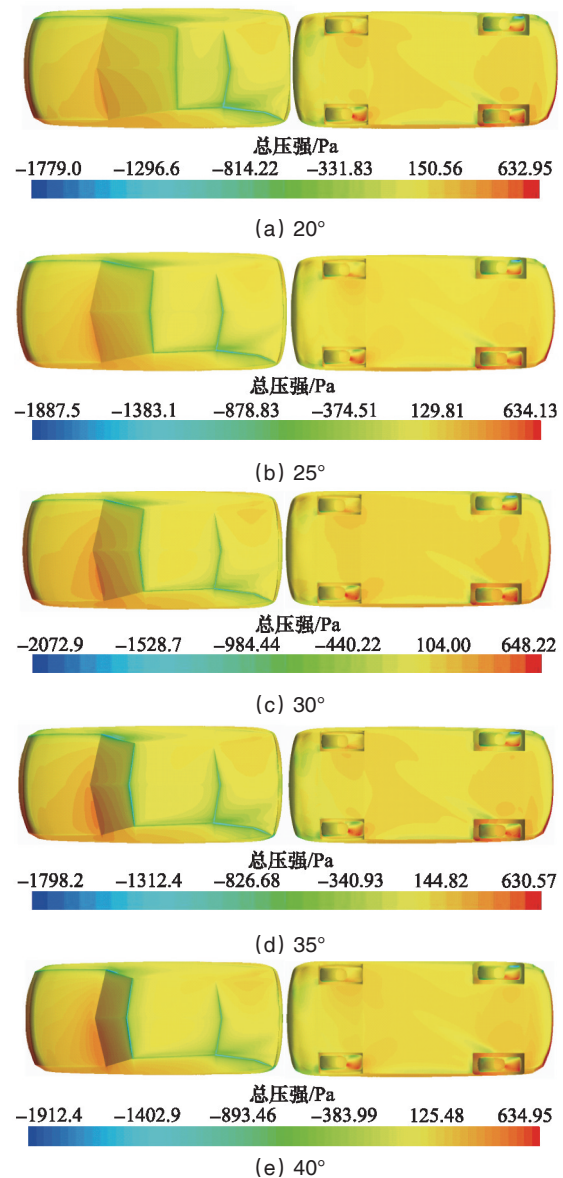 总压强/Pa
−1779.0 −1296.6 −814.22 −331.83 150.56 632.95
(a) 20°
总压强/Pa
−1887.5 −1383.1 −878.83 −374.51 129.81 634.13
(b) 25°
总压强/Pa
−2072.9 −1528.7 −984.44 −440.22 104.00 648.22
(c) 30°
总压强/Pa
−1798.2 −1312.4 −826.68 −340.93 144.82 630.57
(d) 35°
总压强/Pa
−1912.4 −1402.9 −893.46 −383.99 125.48 634.95
(e) 40°